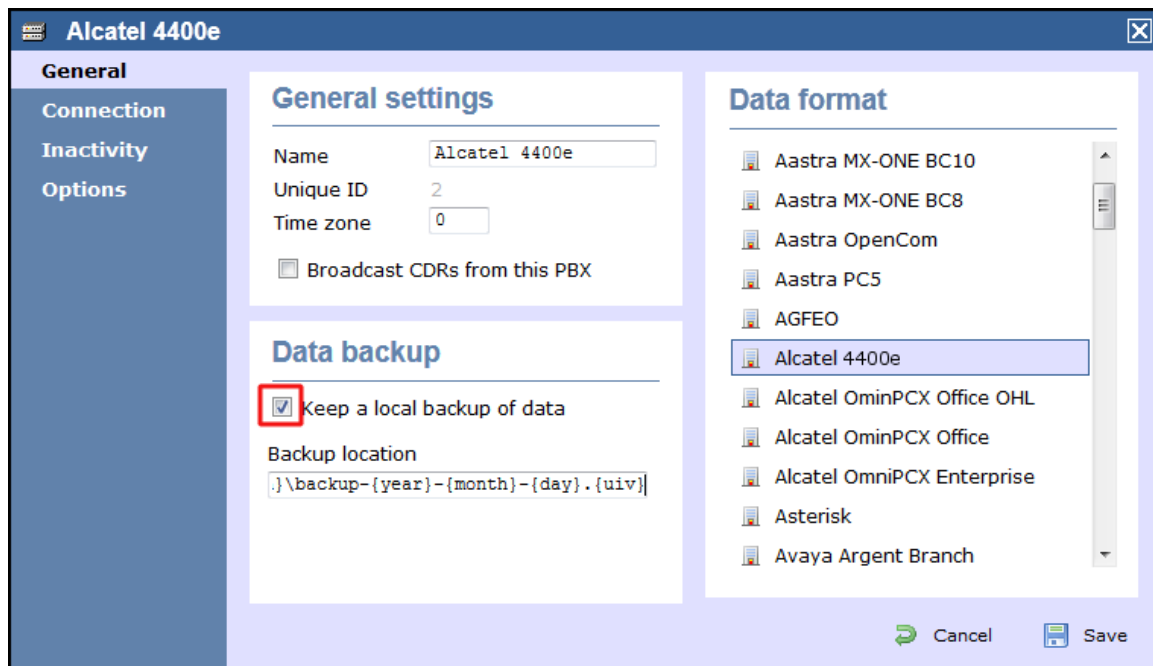 Alcatel 4400e
General
Connection
Inactivity
Options
General settings
Name Alcatel 4400e
Unique ID 2
Time zone 0
Broadcast CDRs from this PBX
Data backup
Keep a local backup of data
Backup location
.}\backup-{year}-{month}-{day}.{uiv}
Data format
Aastra MX-ONE BC10
Aastra MX-ONE BC8
Aastra OpenCom
Aastra PC5
AGFEO
Alcatel 4400e
Alcatel OminPCX Office OHL
Alcatel OminPCX Office
Alcatel OmniPCX Enterprise
Asterisk
Avaya Argent Branch
Cancel Save